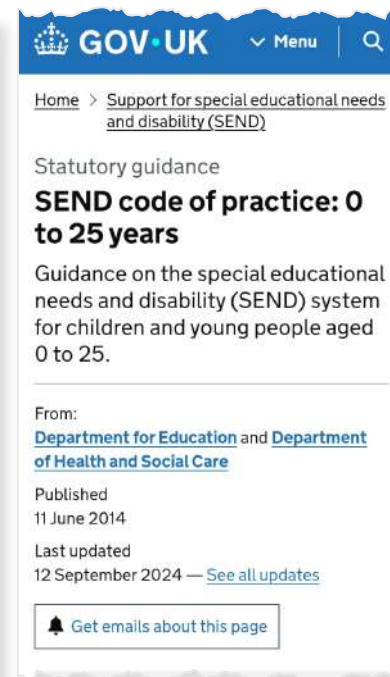 GOV·UK Menu
Home > Support for special educational needs
and disability (SEND)
Statutory guidance
SEND code of practice: 0
to 25 years
Guidance on the special educational
needs and disability (SEND) system
for children and young people aged
0 to 25.
From:
Department for Education and Department
of Health and Social Care
Published
11 June 2014
Last updated
12 September 2024 — See all updates
Get emails about this page